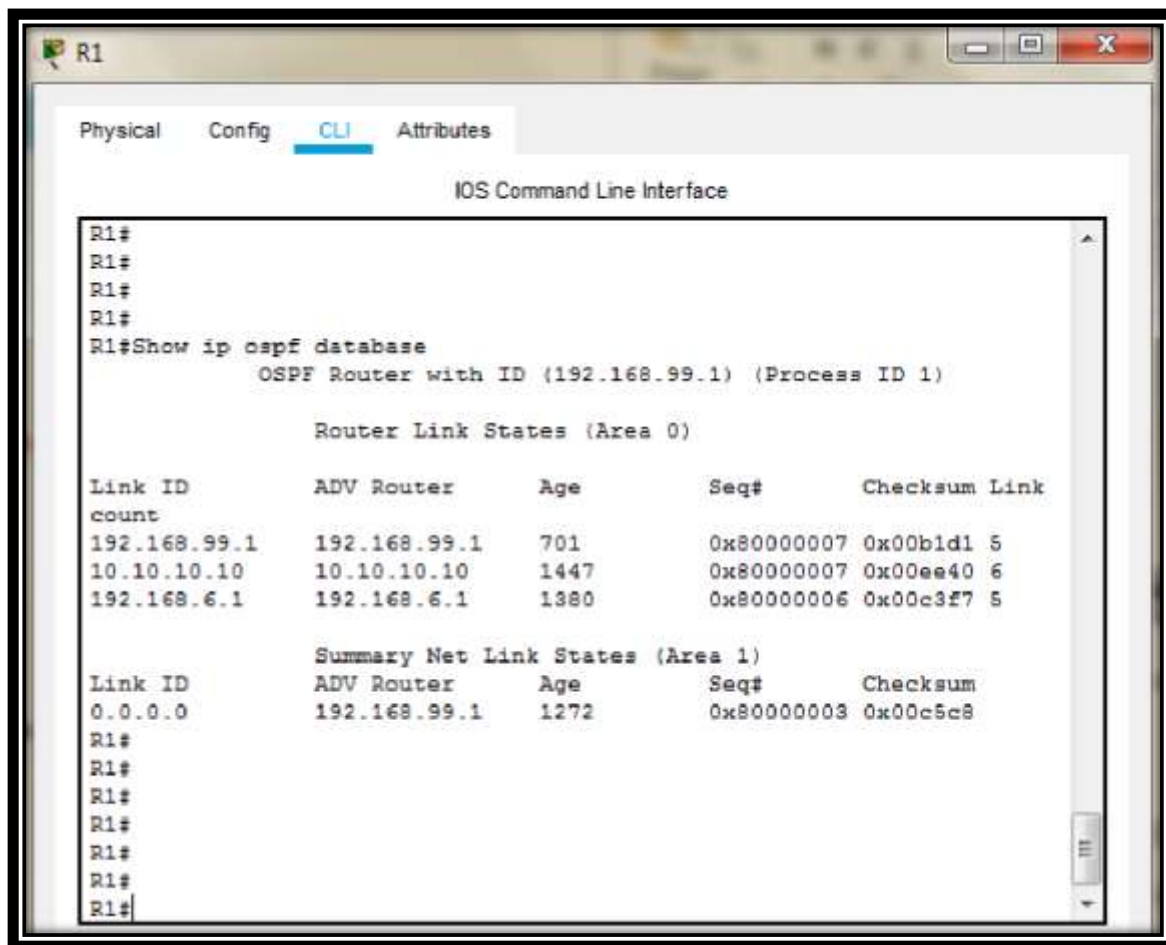 R1
Physical Config CLI Attributes
IOS Command Line Interface
R1#
R1#
R1#
R1#
R1#Show ip ospf database
OSPF Router with ID (192.168.99.1) (Process ID 1)
Router Link States (Area 0)
Link ID ADV Router Age Seq# Checksum Link
count
192.168.99.1 192.168.99.1 701 0x80000007 0x00b1d1 5
10.10.10.10 10.10.10.10 1447 0x80000007 0x00ee40 6
192.168.6.1 192.168.6.1 1380 0x80000006 0x00c3f7 5
Summary Net Link States (Area 1)
Link ID ADV Router Age Seq# Checksum
0.0.0.0 192.168.99.1 1272 0x80000003 0x00c5c8
R1#
R1#
R1#
R1#
R1#
R1#
R1#